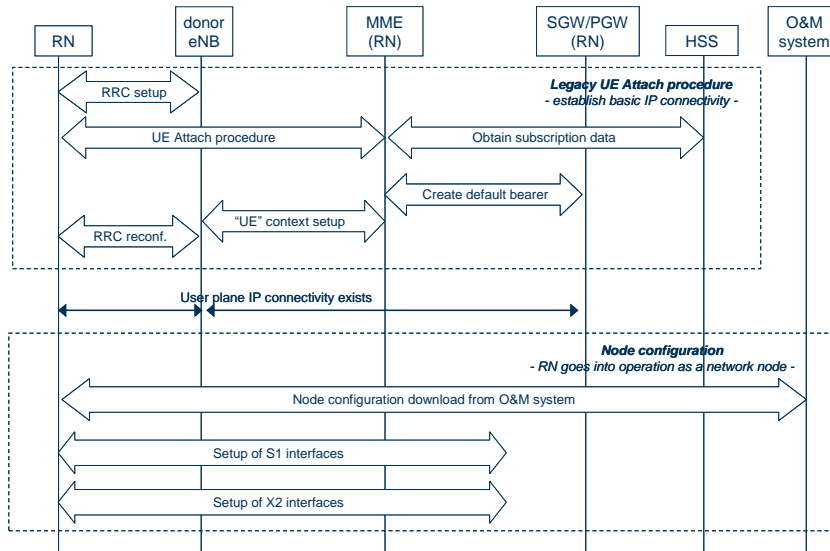 RN
donor
eNB
MME
(RN)
SGW/PGW
(RN)
HSS
O&M
system
Legacy UE Attach procedure
- establish basic IP connectivity -
RRC setup
UE Attach procedure
Obtain subscription data
Create default bearer
“UE” context setup
RRC reconf.
User plane IP connectivity exists
Node configuration
- RN goes into operation as a network node -
Node configuration download from O&M system
Setup of S1 interfaces
Setup of X2 interfaces